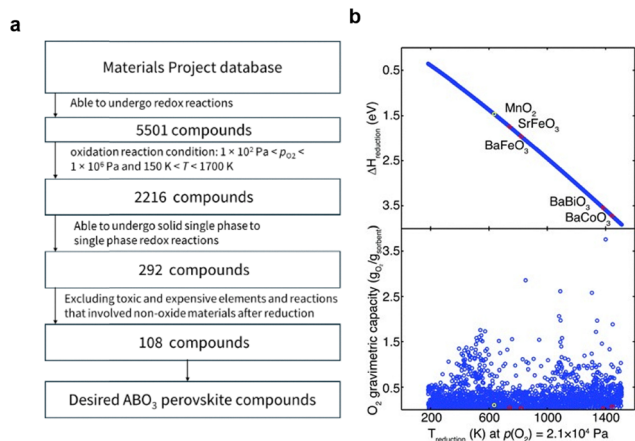 a
Materials Project database
Able to undergo redox reactions
5501 compounds
oxidation reaction condition: 1 × 10² Pa < pO₂ <
1 × 10⁶ Pa and 150 K < T < 1700 K
2216 compounds
Able to undergo solid single phase to
single phase redox reactions
292 compounds
Excluding toxic and expensive elements and reactions
that involved non-oxide materials after reduction
108 compounds
Desired ABO₃ perovskite compounds
b
ΔHreduction (eV)
0.5
1.5
2.5
3.5
MnO₂
SrFeO₃
BaFeO₃
BaBiO₃
BaCoO₃
O₂ gravimetric capacity (gO₂/gsorbent)
3.5
2.5
1.5
0.5
200
600
1000
1400
Treduction (K) at p(O₂) = 2.1×10⁴ Pa